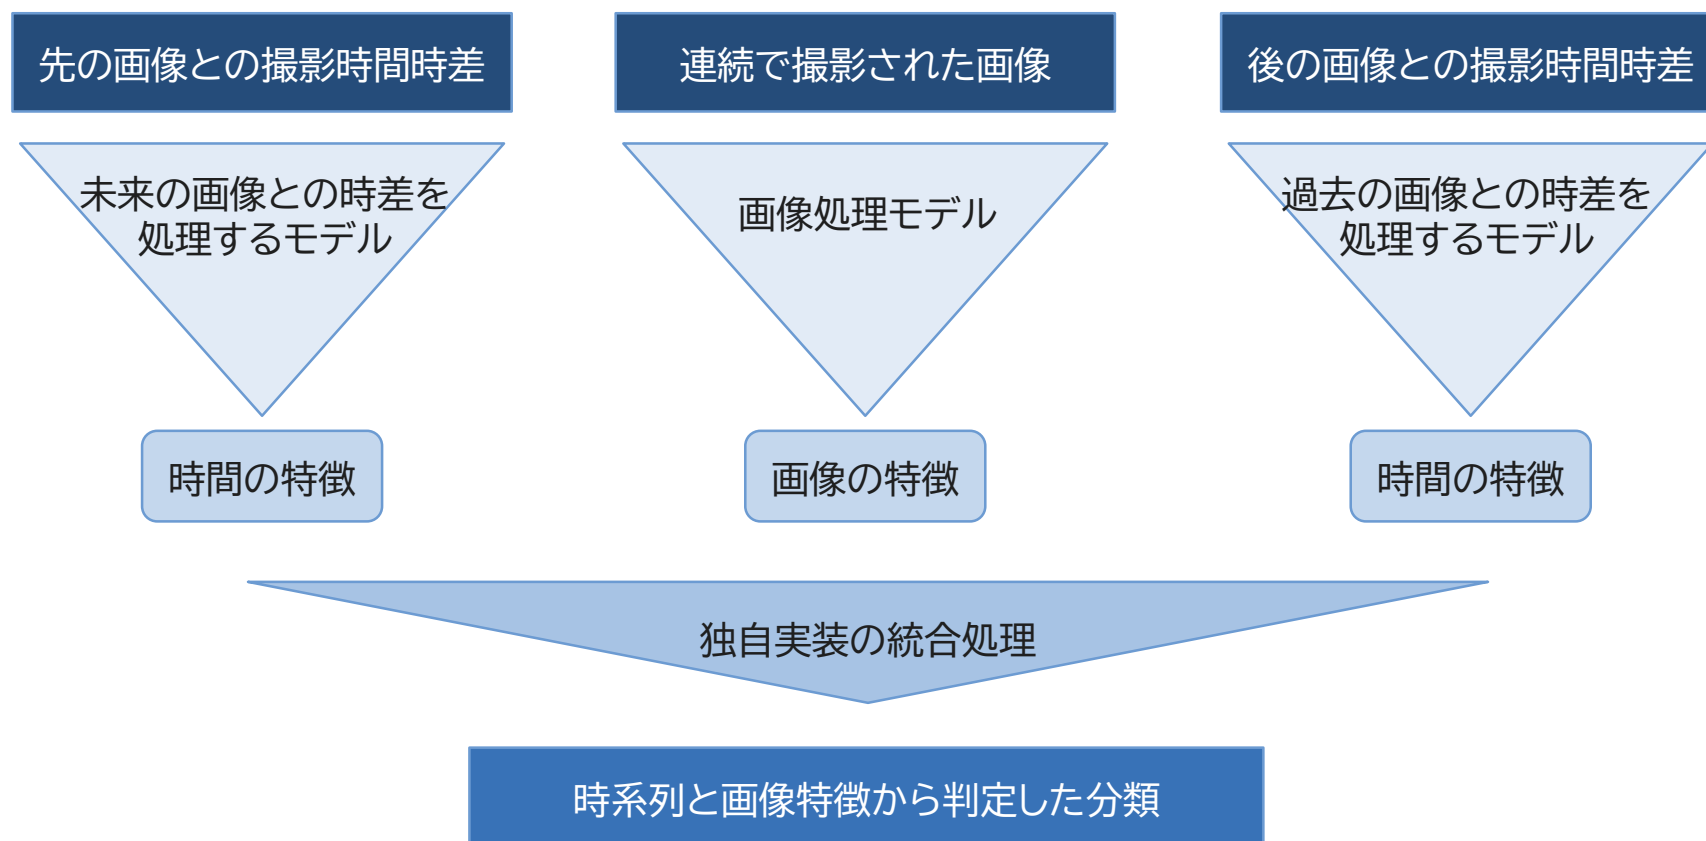 先の画像との撮影時間時差
連続で撮影された画像
後の画像との撮影時間時差
未来の画像との時差を
処理するモデル
画像処理モデル
過去の画像との時差を
処理するモデル
時間の特徴
画像の特徴
時間の特徴
独自実装の統合処理
時系列と画像特徴から判定した分類